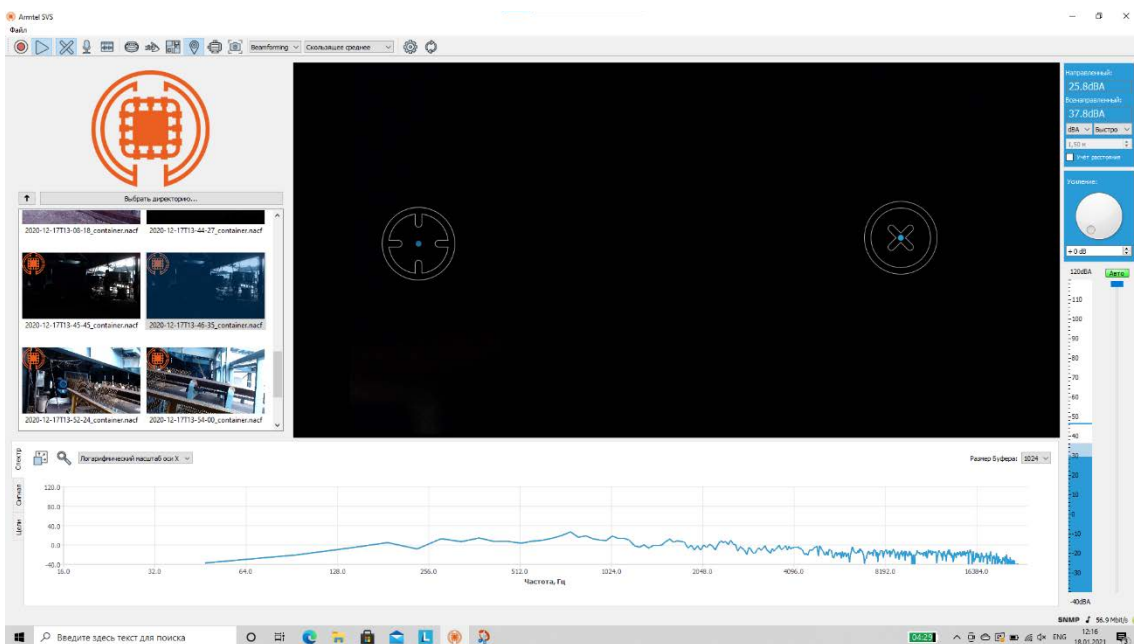 Armtel SVS
Файл
Beamforming
Скользящее среднее
Направленный:
25.8dBA
Всенаправленный:
37.8dBA
dBA
Быстро
1,50 м
Учёт расстояния
Выбрать директорию...
Усиление:
+0 dB
2020-12-17T13-08-18_container.nacf
2020-12-17T13-44-27_container.nacf
2020-12-17T13-45-45_container.nacf
2020-12-17T13-46-35_container.nacf
2020-12-17T13-52-24_container.nacf
2020-12-17T13-54-00_container.nacf
120dBA
Авто
110
100
90
80
70
60
50
40
30
20
10
0
-10
-20
-30
-40dBA
Спектр
Сигнал
Цели
Логарифмический масштаб оси X
Размер Буфера:
1024
120.0
80.0
40.0
0.0
-40.0
16.0
32.0
64.0
128.0
256.0
512.0
1024.0
2048.0
4096.0
8192.0
16384.0
Частота, Гц
SNMP
56.9 Mbit/s
Введите здесь текст для поиска
04:29
ENG
12:16
18.01.2021